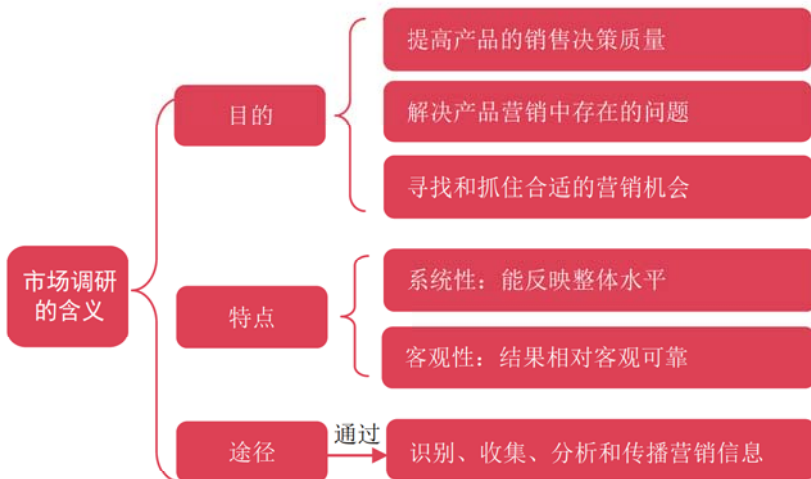 市场调研
的含义
目的
提高产品的销售决策质量
解决产品营销中存在的问题
寻找和抓住合适的营销机会
特点
系统性：能反映整体水平
客观性：结果相对客观可靠
途径
通过
识别、收集、分析和传播营销信息